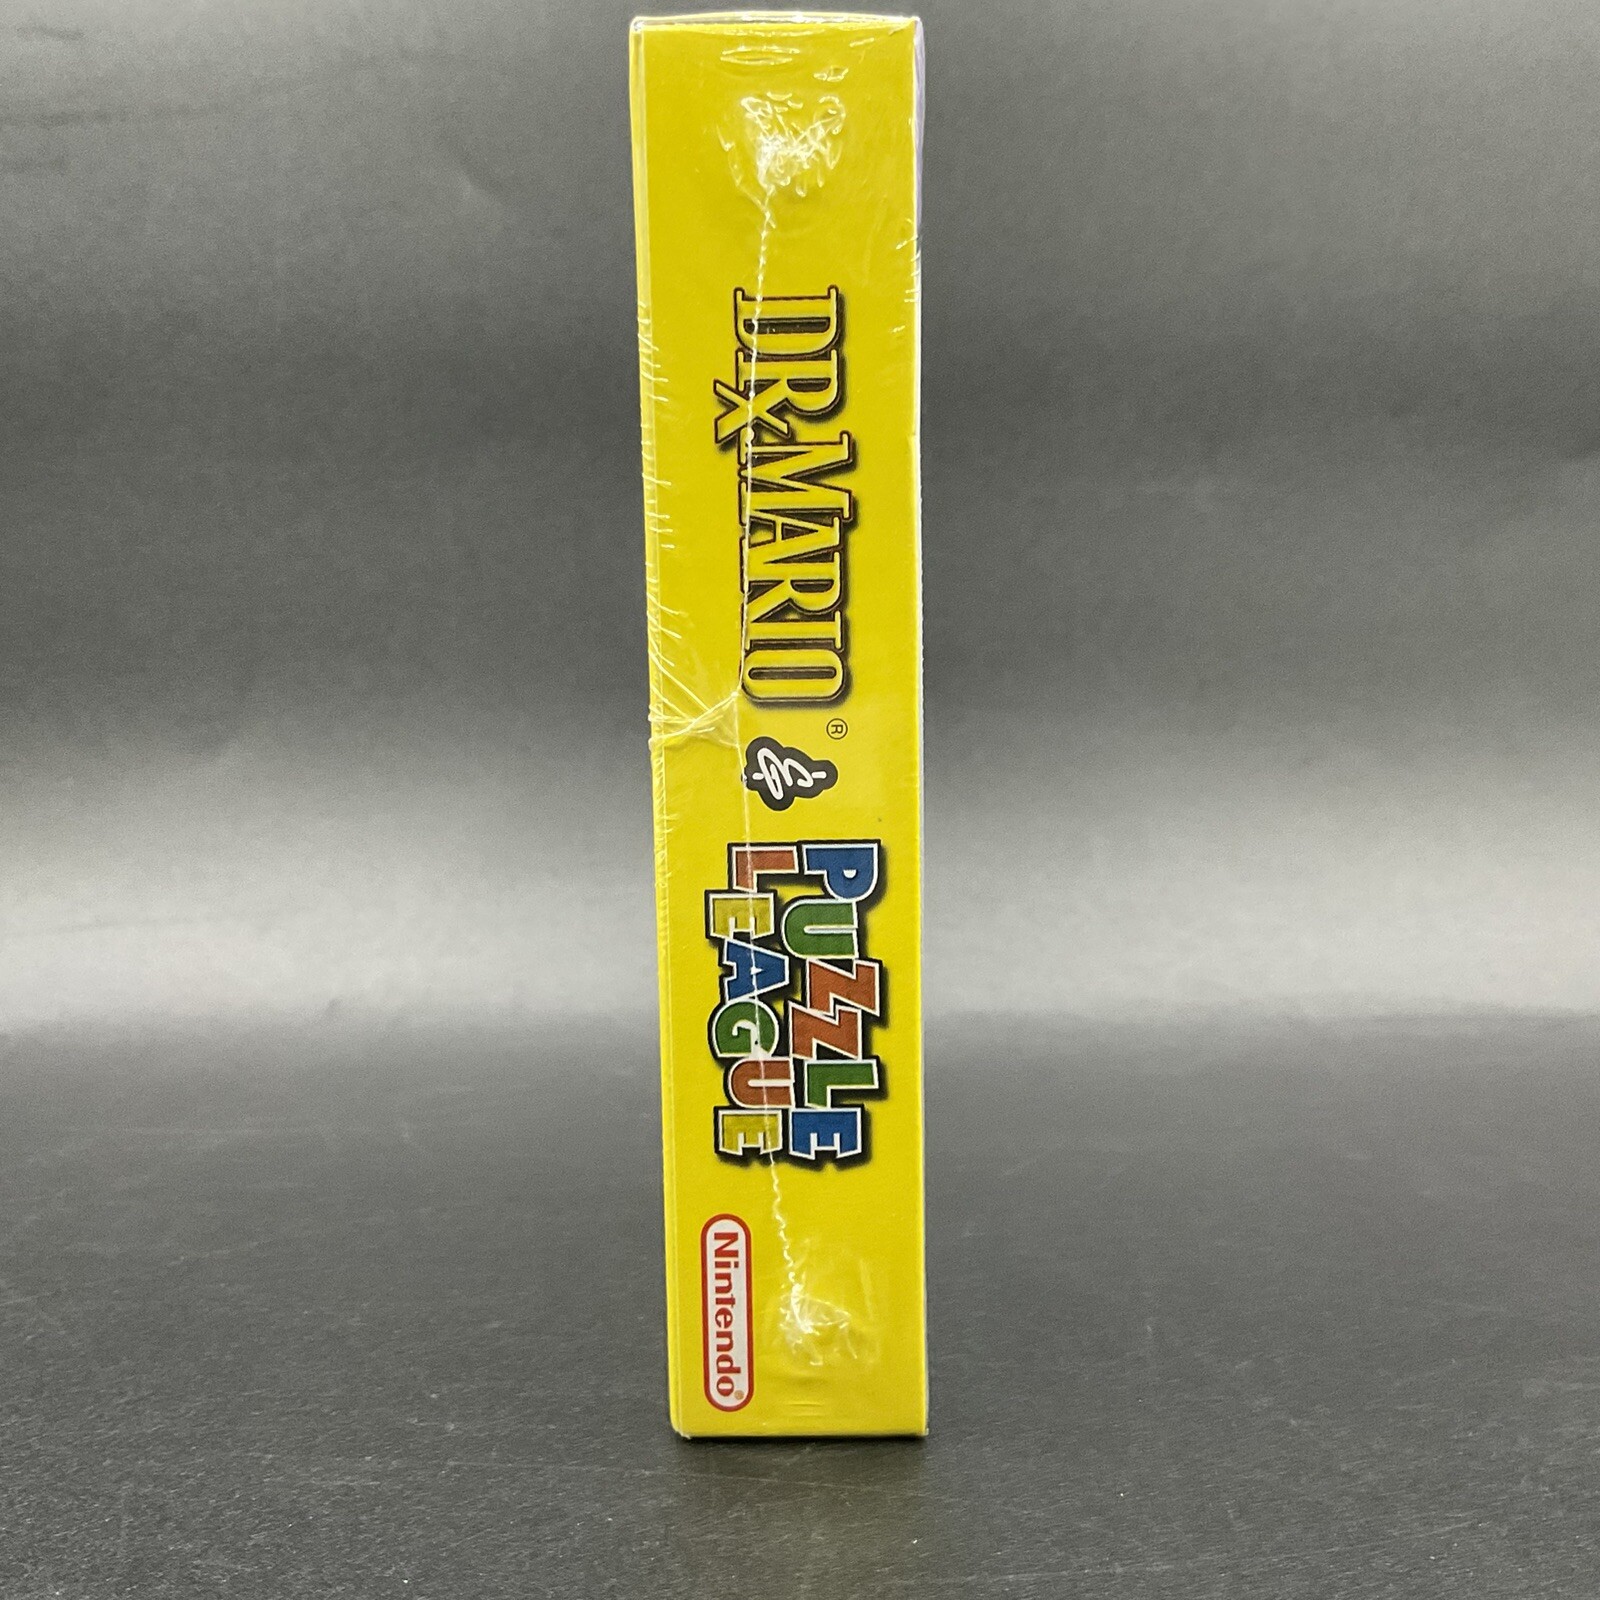 DR. MARIO®
&
PUZZLE
LEAGUE
Nintendo®